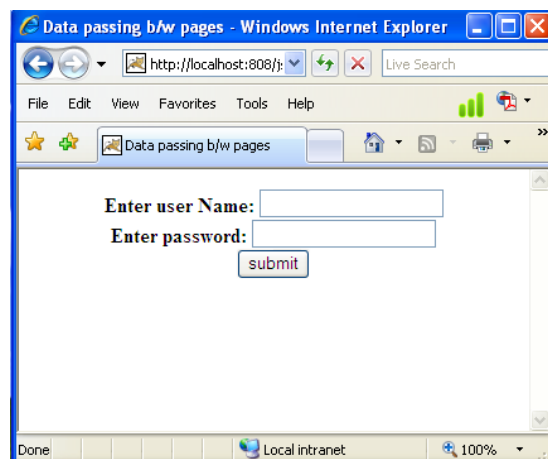 Data passing b/w pages - Windows Internet Explorer
http://localhost:808/j
Live Search
File Edit View Favorites Tools Help
Data passing b/w pages
Enter user Name:
Enter password:
submit
Done Local intranet 100%